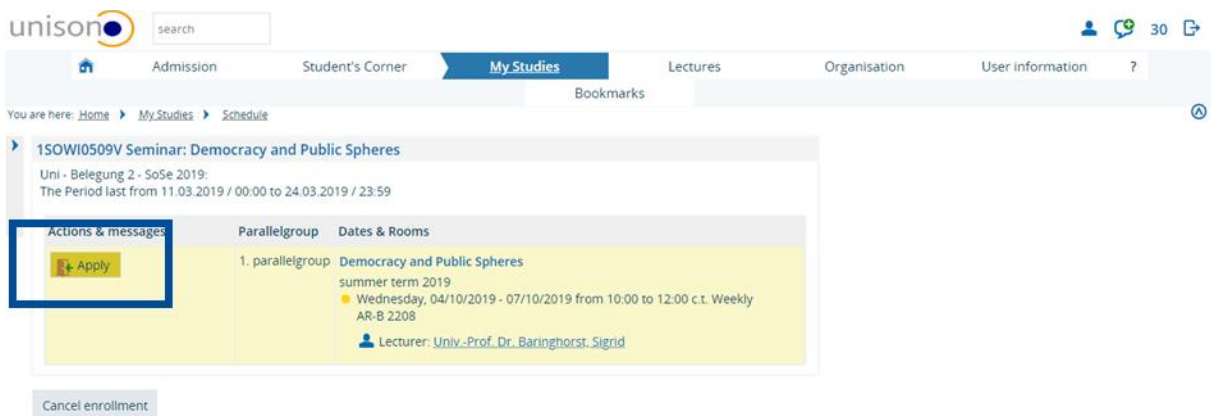 unisono
search
30
Admission
Student's Corner
My Studies
Lectures
Organisation
User information
?
Bookmarks
You are here: Home My Studies Schedule
1SOWI0509V Seminar: Democracy and Public Spheres
Uni - Belegung 2 - SoSe 2019:
The Period last from 11.03.2019 / 00:00 to 24.03.2019 / 23:59
Actions & messages
Parallelgroup
Dates & Rooms
Apply
1. parallelgroup
Democracy and Public Spheres
summer term 2019
Wednesday, 04/10/2019 - 07/10/2019 from 10:00 to 12:00 c.t. Weekly
AR-B 2208
Lecturer: Univ.-Prof. Dr. Baringhorst, Sigrid
Cancel enrollment